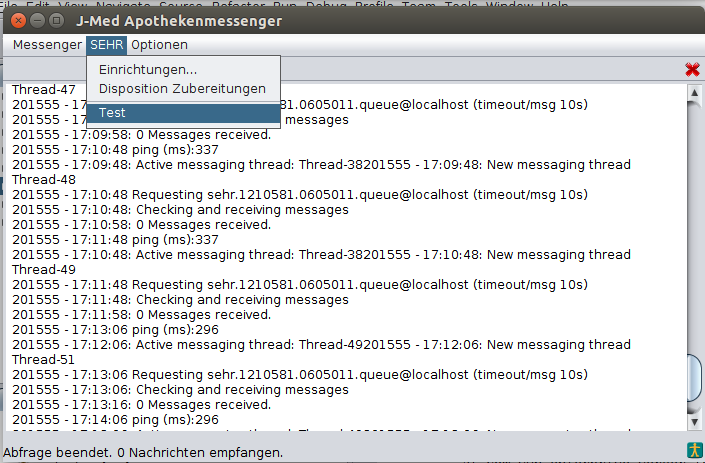 File Edit View Navigate Source Refactor Run Debug Profile Team Tools Window Help
J-Med Apothekenmessenger
Messenger SEHR Optionen
Einrichtungen...
Disposition Zubereitungen
Test
Thread-47
201555 - 17:0 81.0605011.queue@localhost (timeout/msg 10s)
201555 - 17:0 messages
201555 - 17:09:58: 0 Messages received.
201555 - 17:10:48 ping (ms):337
201555 - 17:09:48: Active messaging thread: Thread-38201555 - 17:09:48: New messaging thread
Thread-48
201555 - 17:10:48 Requesting sehr.1210581.0605011.queue@localhost (timeout/msg 10s)
201555 - 17:10:48: Checking and receiving messages
201555 - 17:10:58: 0 Messages received.
201555 - 17:11:48 ping (ms):337
201555 - 17:10:48: Active messaging thread: Thread-38201555 - 17:10:48: New messaging thread
Thread-49
201555 - 17:11:48 Requesting sehr.1210581.0605011.queue@localhost (timeout/msg 10s)
201555 - 17:11:48: Checking and receiving messages
201555 - 17:11:58: 0 Messages received.
201555 - 17:13:06 ping (ms):296
201555 - 17:12:06: Active messaging thread: Thread-49201555 - 17:12:06: New messaging thread
Thread-51
201555 - 17:13:06 Requesting sehr.1210581.0605011.queue@localhost (timeout/msg 10s)
201555 - 17:13:06: Checking and receiving messages
201555 - 17:13:16: 0 Messages received.
201555 - 17:14:06 ping (ms):296
Abfrage beendet. 0 Nachrichten empfangen.